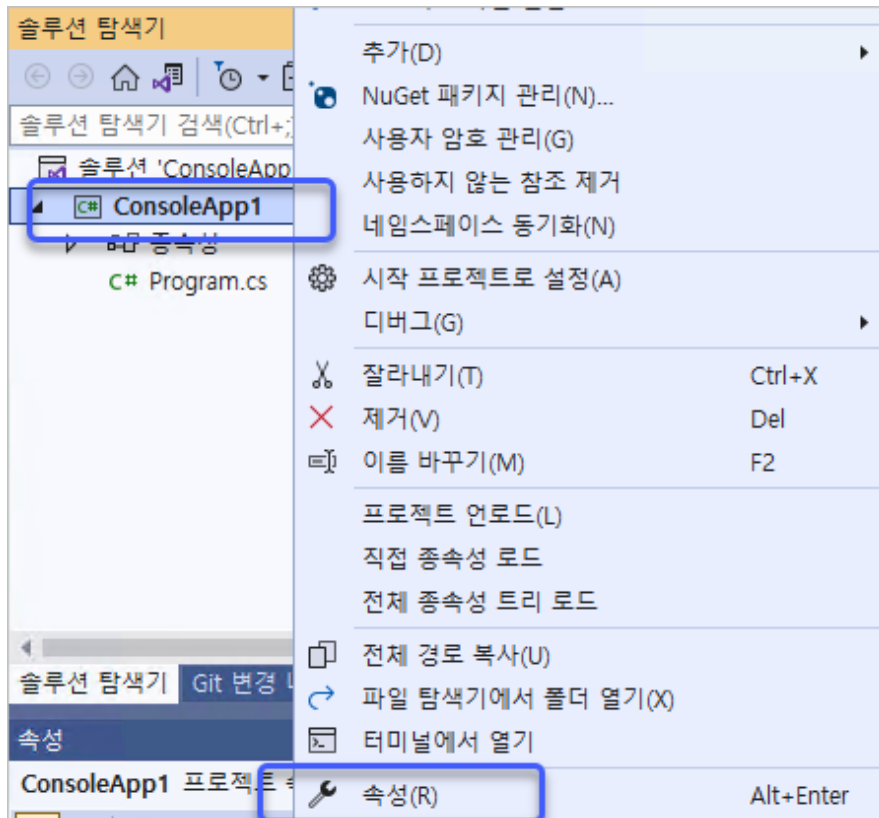 솔루션 탐색기
솔루션 탐색기 검색(Ctrl+;
솔루션 'ConsoleApp
C# ConsoleApp1
종속성
C# Program.cs
추가(D)
NuGet 패키지 관리(N)...
사용자 암호 관리(G)
사용하지 않는 참조 제거
네임스페이스 동기화(N)
시작 프로젝트로 설정(A)
디버그(G)
잘라내기(T) Ctrl+X
제거(V) Del
이름 바꾸기(M) F2
프로젝트 언로드(L)
직접 종속성 로드
전체 종속성 트리 로드
전체 경로 복사(U)
파일 탐색기에서 폴더 열기(X)
터미널에서 열기
속성(R) Alt+Enter
솔루션 탐색기 Git 변경
속성
ConsoleApp1 프로젝트